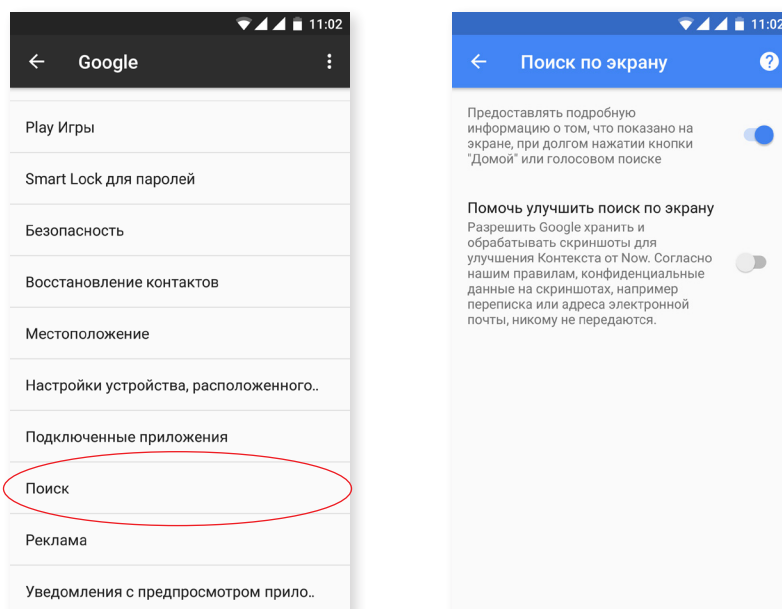 11:02
Google
Play Игры
Smart Lock для паролей
Безопасность
Восстановление контактов
Местоположение
Настройки устройства, расположенного..
Подключенные приложения
Поиск
Реклама
Уведомления с предпросмотром прило..
11:02
Поиск по экрану
?
Предоставлять подробную
информацию о том, что показано на
экране, при долгом нажатии кнопки
"Домой" или голосовом поиске
Помочь улучшить поиск по экрану
Разрешить Google хранить и
обрабатывать скриншоты для
улучшения Контекста от Now. Согласно
нашим правилам, конфиденциальные
данные на скриншотах, например
переписка или адреса электронной
почты, никому не передаются.